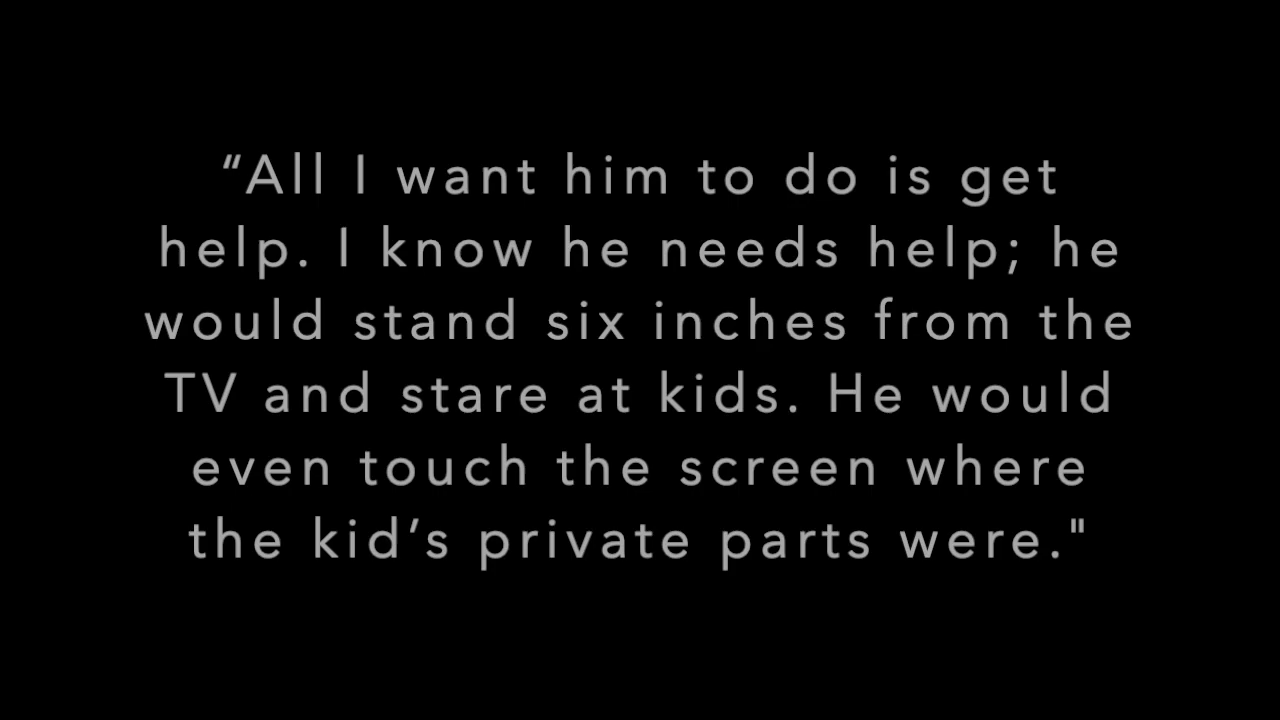 “All I want him to do is get
help. I know he needs help; he
would stand six inches from the
TV and stare at kids. He would
even touch the screen where
the kid’s private parts were."